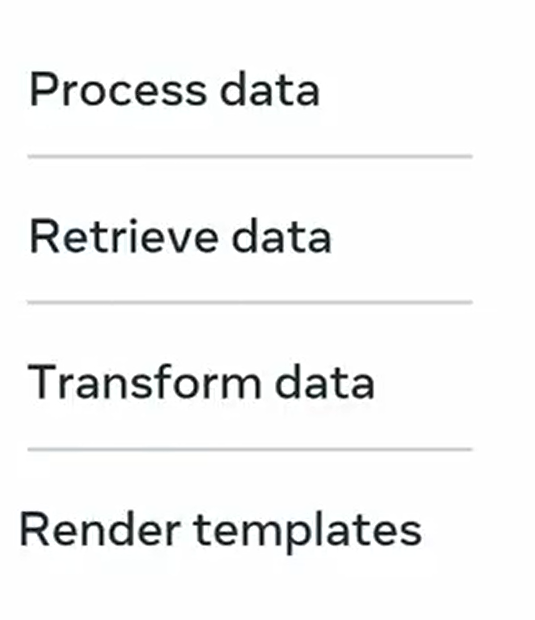 Process data
Retrieve data
Transform data
Render templates